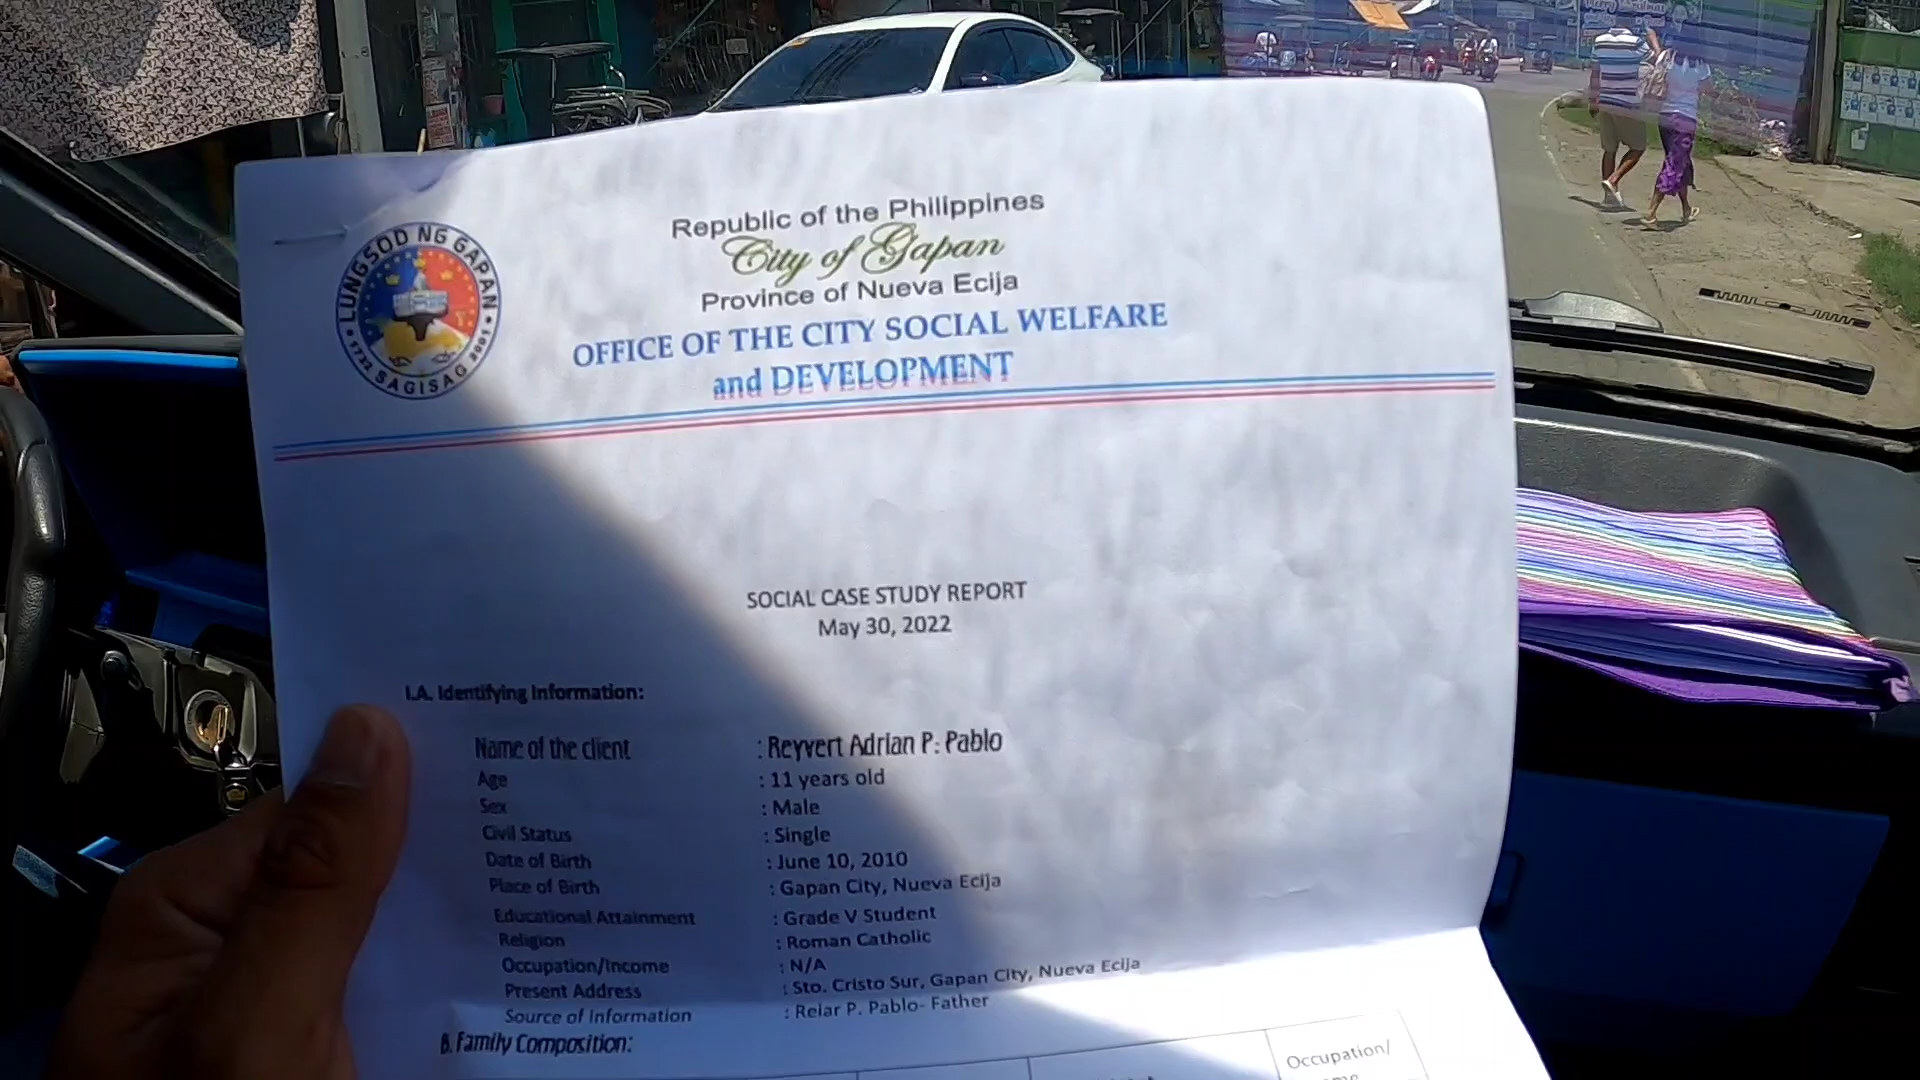 LUNGSOD NG GAPAN
1722 SAGISAG 2001
Republic of the Philippines
City of Gapan
Province of Nueva Ecija
OFFICE OF THE CITY SOCIAL WELFARE
and DEVELOPMENT
SOCIAL CASE STUDY REPORT
May 30, 2022
I.A. Identifying Information:
Name of the client : Reyvert Adrian P. Pablo
Age : 11 years old
Sex : Male
Civil Status : Single
Date of Birth : June 10, 2010
Place of Birth : Gapan City, Nueva Ecija
Educational Attainment : Grade V Student
Religion : Roman Catholic
Occupation/Income : N/A
Present Address : Sto. Cristo Sur, Gapan City, Nueva Ecija
Source of Information : Relar P. Pablo- Father
B. Family Composition:
Occupation/